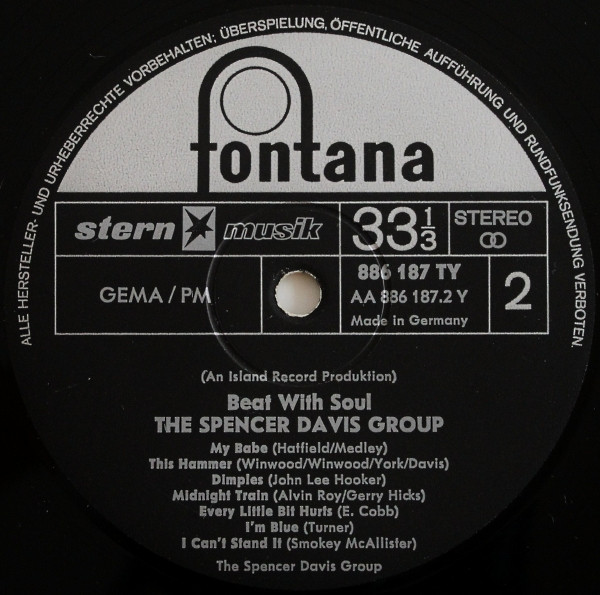 ALLE HERSTELLER- UND URHEBERRECHTE VORBEHALTEN; ÜBERSPIELUNG, ÖFFENTLICHE AUFFÜHRUNG UND RUNDFUNKSENDUNG VERBOTEN.
fontana
stern musik
33 1/3
STEREO
GEMA / PM
886 187 TY
AA 886 187.2 Y
Made in Germany
2
(An Island Record Produktion)
Beat With Soul
THE SPENCER DAVIS GROUP
My Babe (Hatfield/Medley)
This Hammer (Winwood/Winwood/York/Davis)
Dimples (John Lee Hooker)
Midnight Train (Alvin Roy/Gerry Hicks)
Every Little Bit Hurts (E. Cobb)
I'm Blue (Turner)
I Can't Stand It (Smokey McAllister)
The Spencer Davis Group